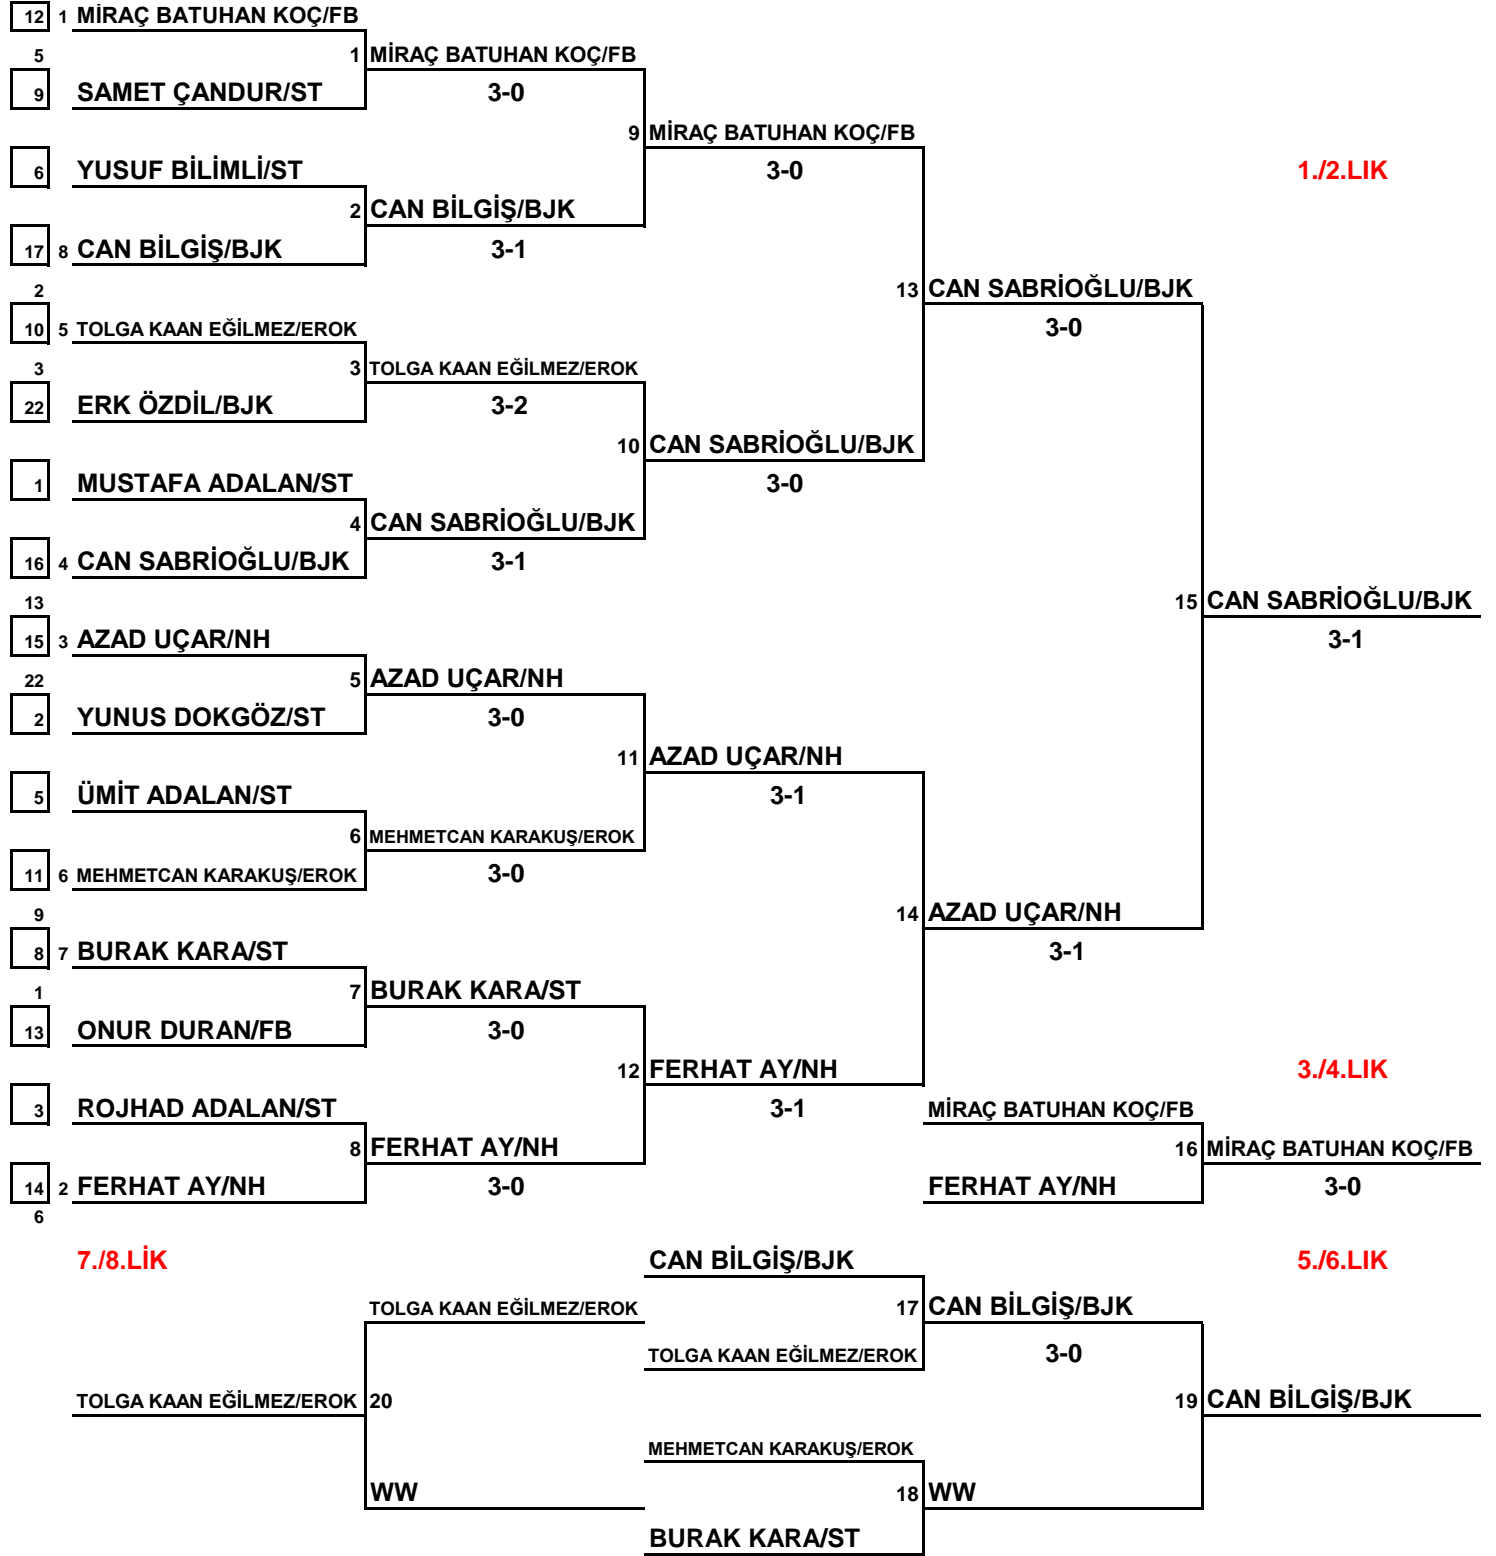 12 1 MİRAÇ BATUHAN KOÇ/FB
5 1 MİRAÇ BATUHAN KOÇ/FB
9 SAMET ÇANDUR/ST 3-0
9 MİRAÇ BATUHAN KOÇ/FB
6 YUSUF BİLİMLİ/ST 3-0 1./2.LIK
2 CAN BİLGİŞ/BJK
17 8 CAN BİLGİŞ/BJK 3-1
2 13 CAN SABRİOĞLU/BJK
10 5 TOLGA KAAN EĞİLMEZ/EROK 3-0
3 3 TOLGA KAAN EĞİLMEZ/EROK
22 ERK ÖZDİL/BJK 3-2
10 CAN SABRİOĞLU/BJK
1 MUSTAFA ADALAN/ST 3-0
4 CAN SABRİOĞLU/BJK
16 4 CAN SABRİOĞLU/BJK 3-1
13 15 CAN SABRİOĞLU/BJK
15 3 AZAD UÇAR/NH 3-1
22 5 AZAD UÇAR/NH
2 YUNUS DOKGÖZ/ST 3-0
11 AZAD UÇAR/NH
5 ÜMİT ADALAN/ST 3-1
6 MEHMETCAN KARAKUŞ/EROK
11 6 MEHMETCAN KARAKUŞ/EROK 3-0
9 14 AZAD UÇAR/NH
8 7 BURAK KARA/ST 3-1
1 7 BURAK KARA/ST
13 ONUR DURAN/FB 3-0
12 FERHAT AY/NH 3./4.LIK
3 ROJHAD ADALAN/ST 3-1 MİRAÇ BATUHAN KOÇ/FB
8 FERHAT AY/NH 16 MİRAÇ BATUHAN KOÇ/FB
14 2 FERHAT AY/NH 3-0 FERHAT AY/NH 3-0
6
7./8.LİK CAN BİLGİŞ/BJK 5./6.LIK
TOLGA KAAN EĞİLMEZ/EROK 17 CAN BİLGİŞ/BJK
TOLGA KAAN EĞİLMEZ/EROK 3-0
TOLGA KAAN EĞİLMEZ/EROK 20 19 CAN BİLGİŞ/BJK
MEHMETCAN KARAKUŞ/EROK
WW 18 WW
BURAK KARA/ST